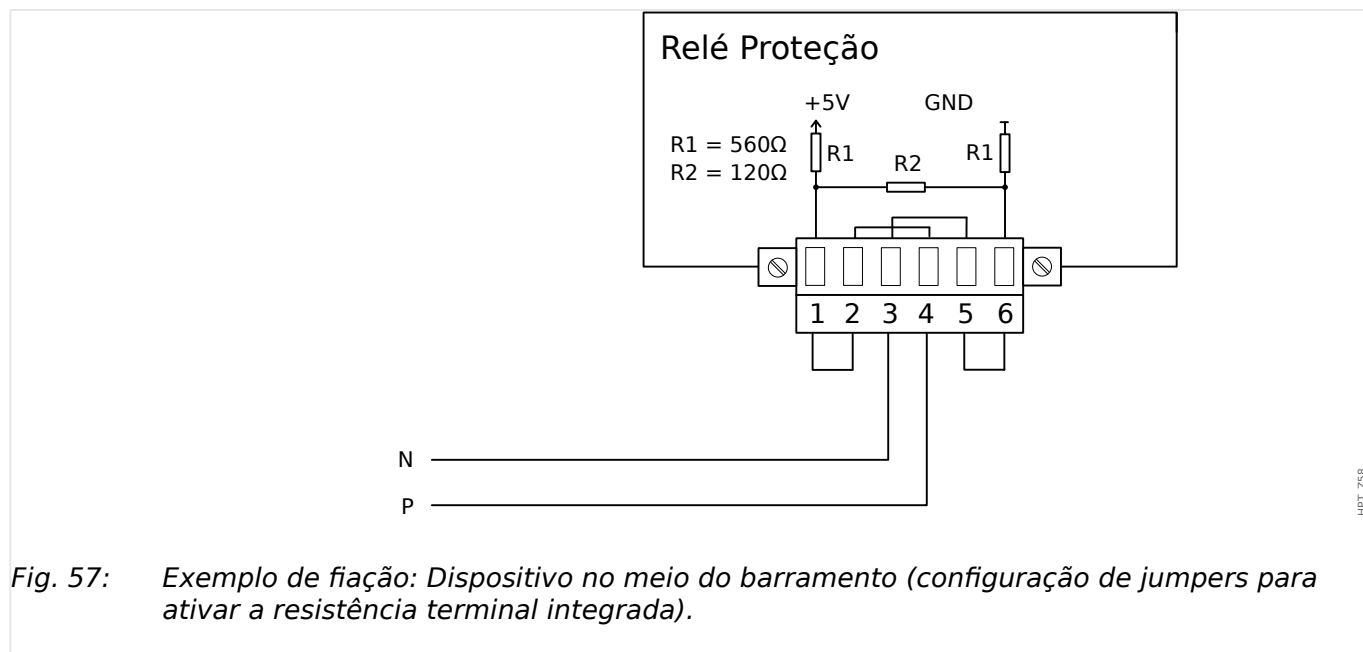 Relé Proteção
+5V GND
R1 = 560Ω
R2 = 120Ω
R1 R2 R1
1 2 3 4 5 6
N
P
HPT_Z58
Fig. 57: Exemplo de fiação: Dispositivo no meio do barramento (configuração de jumpers para
ativar a resistência terminal integrada).